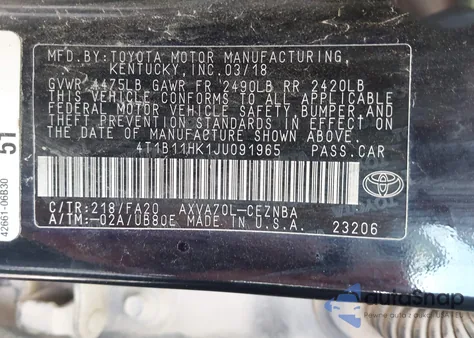 MFD.BY:TOYOTA MOTOR MANUFACTURING,
KENTUCKY,INC.03/18
GVWR 4475LB GAWR FR 2490LB RR 2420LB
THIS VEHICLE CONFORMS TO ALL APPLICABLE
FEDERAL MOTOR VEHICLE SAFETY, BUMPER, AND
THEFT PREVENTION STANDARDS IN EFFECT ON
THE DATE OF MANUFACTURE SHOWN ABOVE.
4T1B11HK1JU091965 PASS.CAR
C/TR:218/FA20 AXVA70L-CEZNBA
A/TM:-02A/UB80E MADE IN U.S.A.
23206
TOYOTA
42661-06B30
51
autoshap